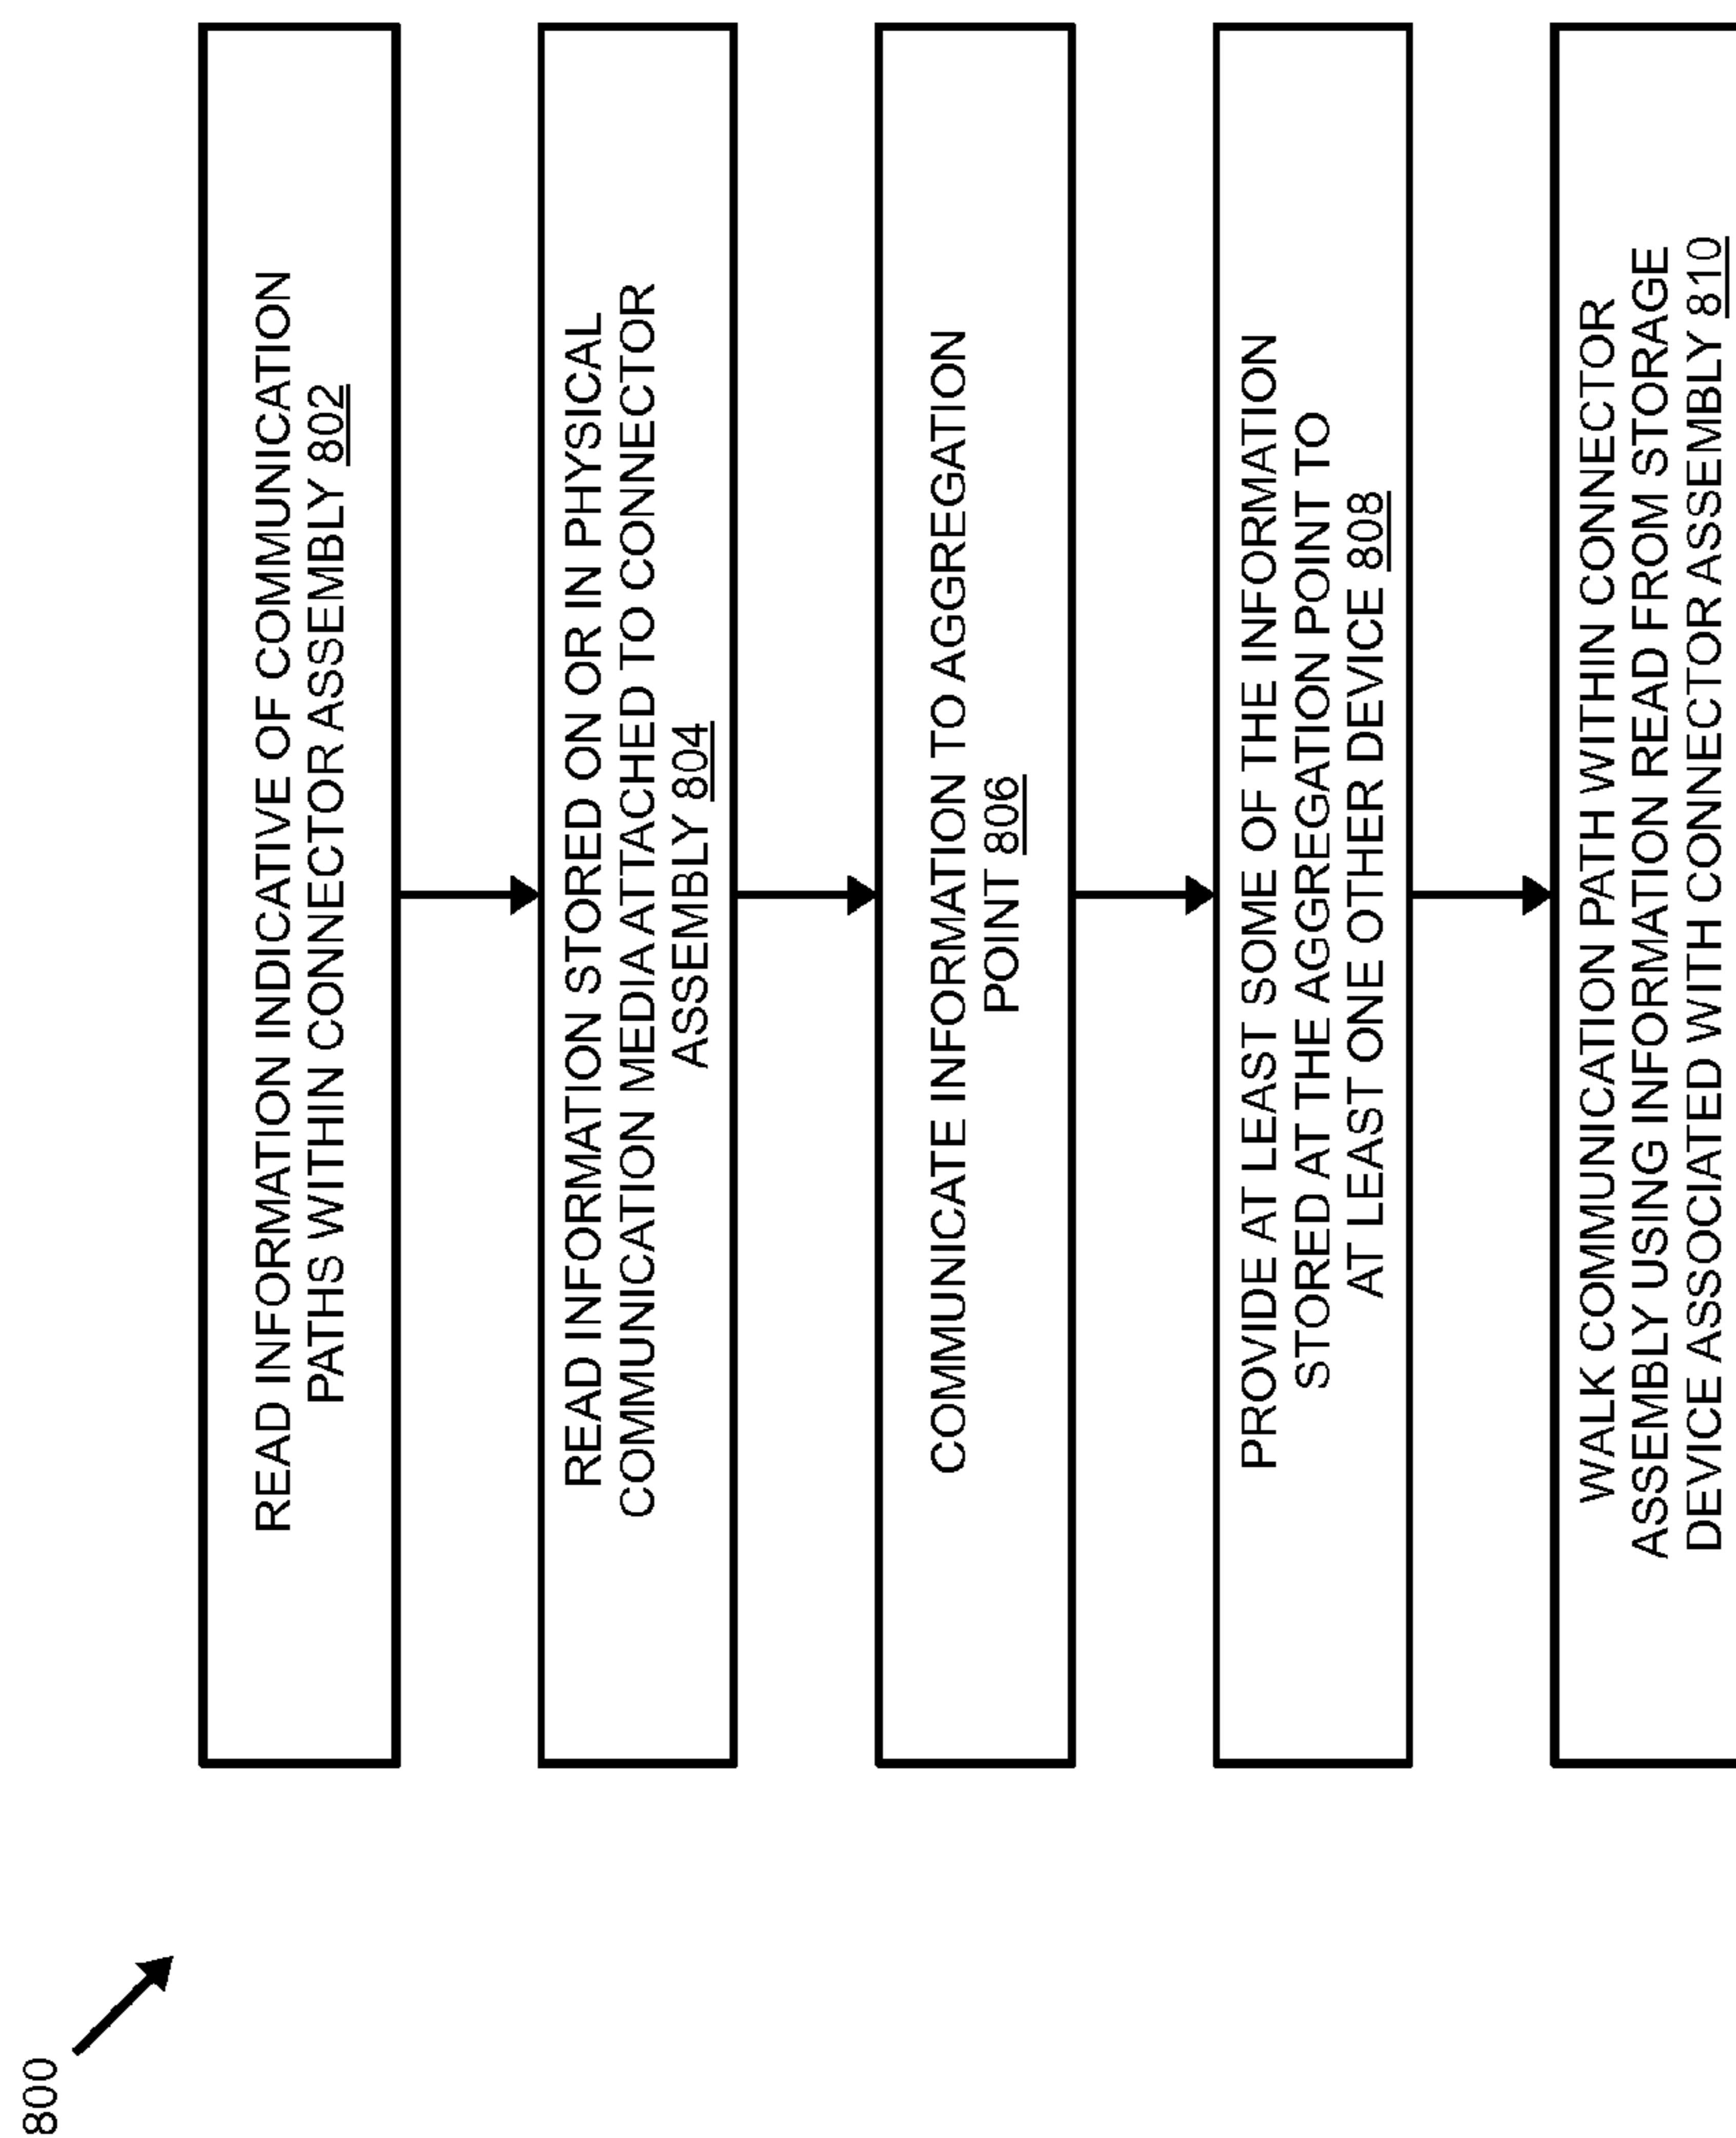 800
READ INFORMATION INDICATIVE OF COMMUNICATION
PATHS WITHIN CONNECTOR ASSEMBLY 802
READ INFORMATION STORED ON OR IN PHYSICAL
COMMUNICATION MEDIA ATTACHED TO CONNECTOR
ASSEMBLY 804
COMMUNICATE INFORMATION TO AGGREGATION
POINT 806
PROVIDE AT LEAST SOME OF THE INFORMATION
STORED AT THE AGGREGATION POINT TO
AT LEAST ONE OTHER DEVICE 808
WALK COMMUNICATION PATH WITHIN CONNECTOR
ASSEMBLY USING INFORMATION READ FROM STORAGE
DEVICE ASSOCIATED WITH CONNECTOR ASSEMBLY 810